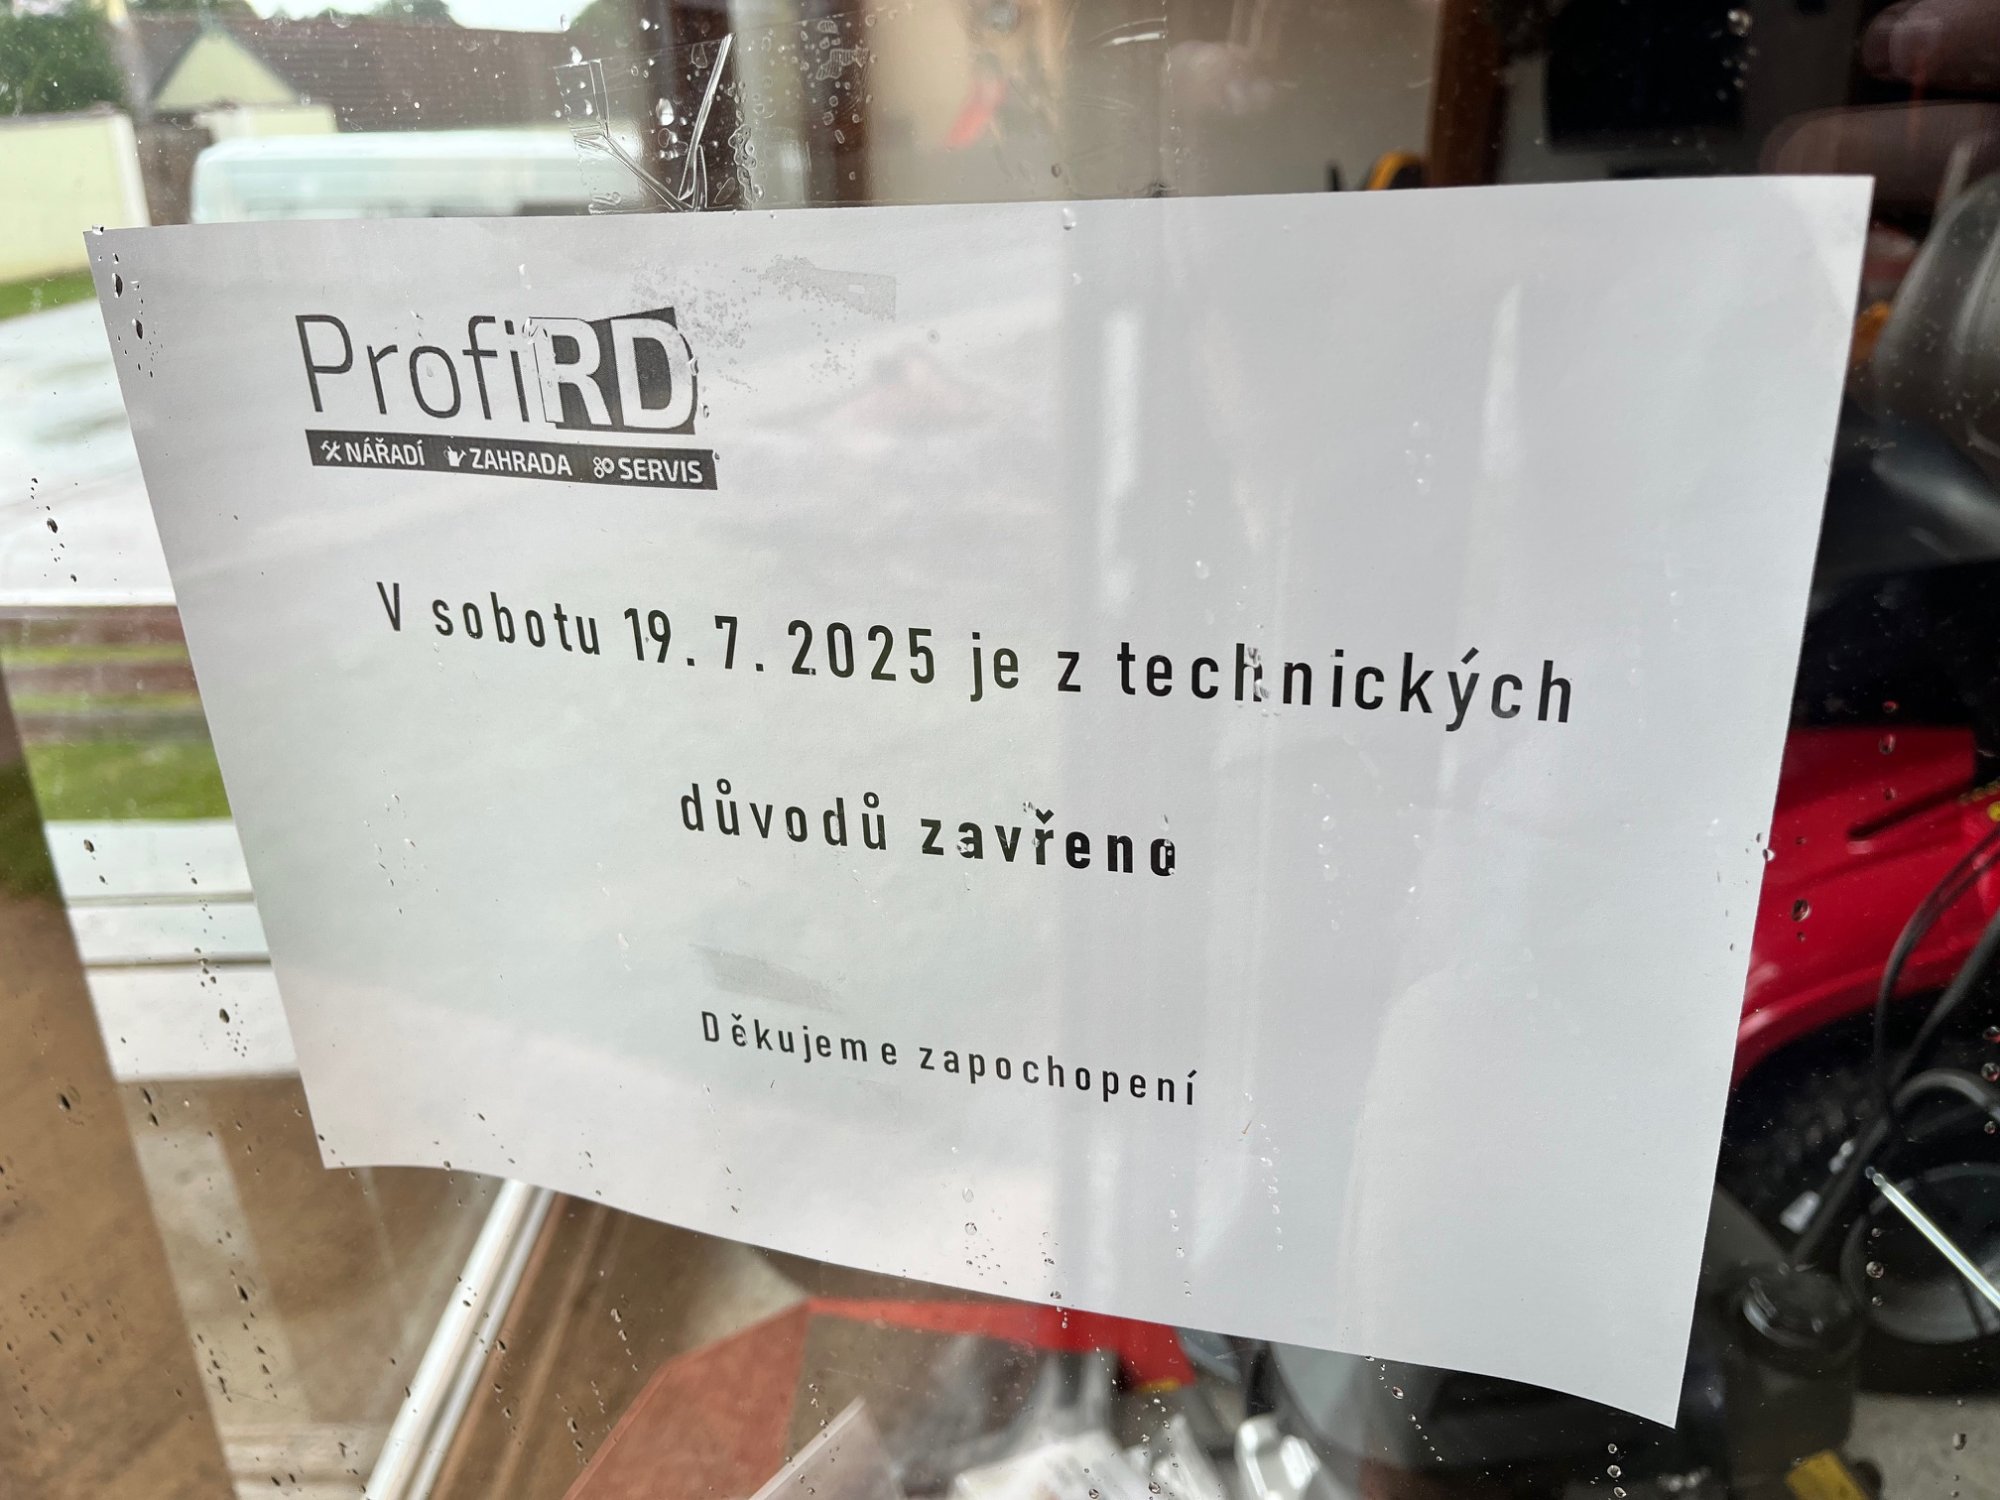 ProfiRD
NÁŘADÍ ZAHRADA SERVIS
V sobotu 19.7.2025 je z technických
důvodů zavřeno
Děkujeme zapochopení